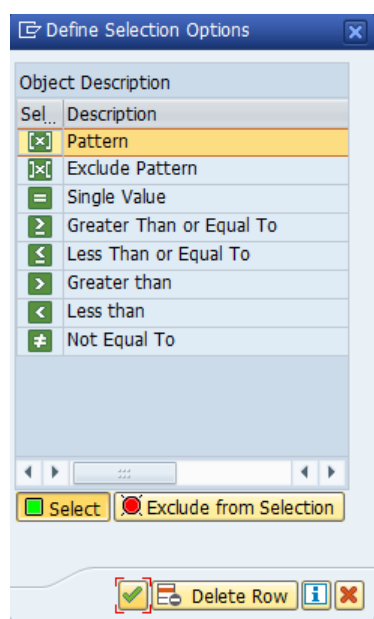 Define Selection Options
Object Description
Sel... Description
Pattern
Exclude Pattern
Single Value
Greater Than or Equal To
Less Than or Equal To
Greater than
Less than
Not Equal To
Select Exclude from Selection
Delete Row